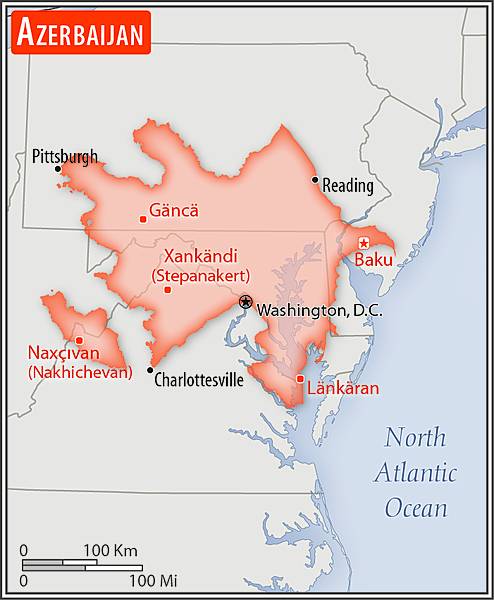 AZERBAIJAN
Pittsburgh
Reading
Gäncä
Xankändi
(Stepanakert)
Baku
Washington, D.C.
Naxçivan
(Nakhichevan)
Charlottesville
Länkäran
North
Atlantic
Ocean
0 100 Km
0 100 Mi